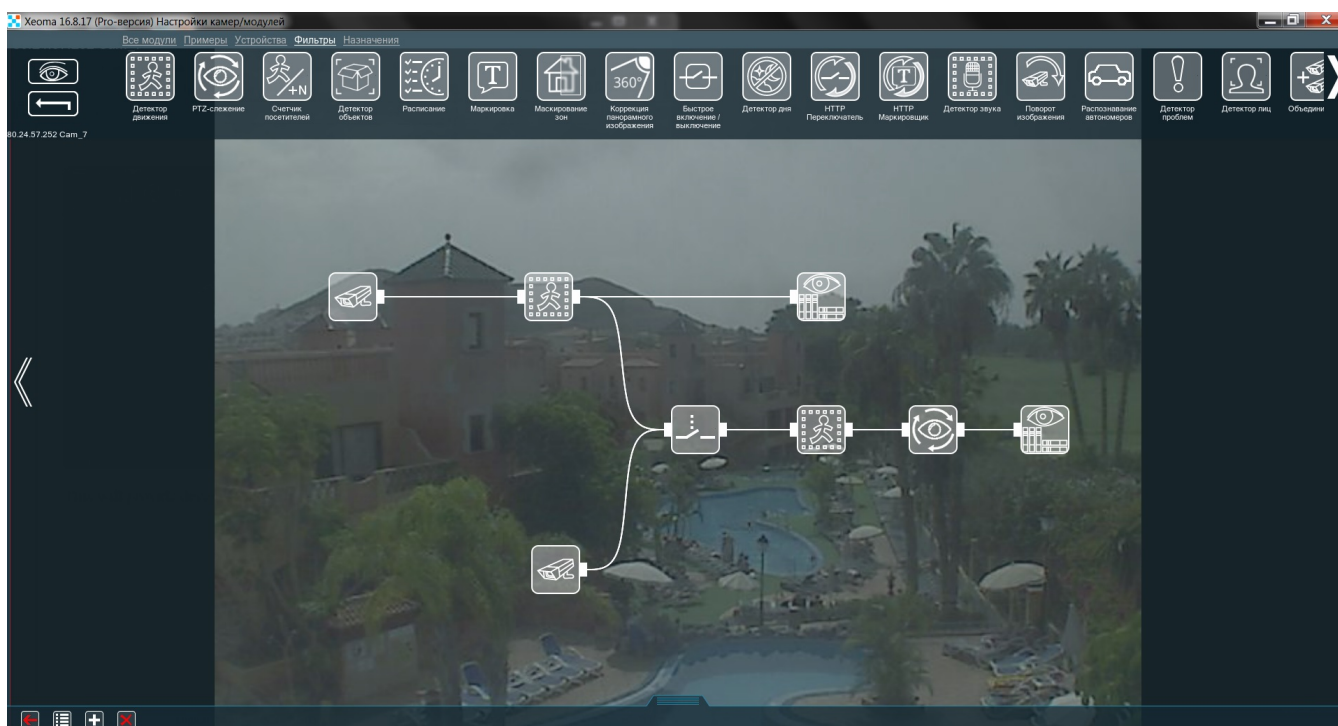 Xeoma 16.8.17 (Pro-версия) Настройки камер/модулей
Все модули Примеры Устройства Фильтры Назначения
Детектор движения
PTZ-слежение
Счетчик посетителей
Детектор объектов
Расписание
T
Маркировка
Маскирование зон
360°
Коррекция панорамного изображения
Быстрое включение / выключение
Детектор дня
HTTP Переключатель
T
HTTP Маркировщик
Детектор звука
Поворот изображения
Распознавание автономеров
Детектор проблем
Детектор лиц
+N
80.24.57.252 Cam_7